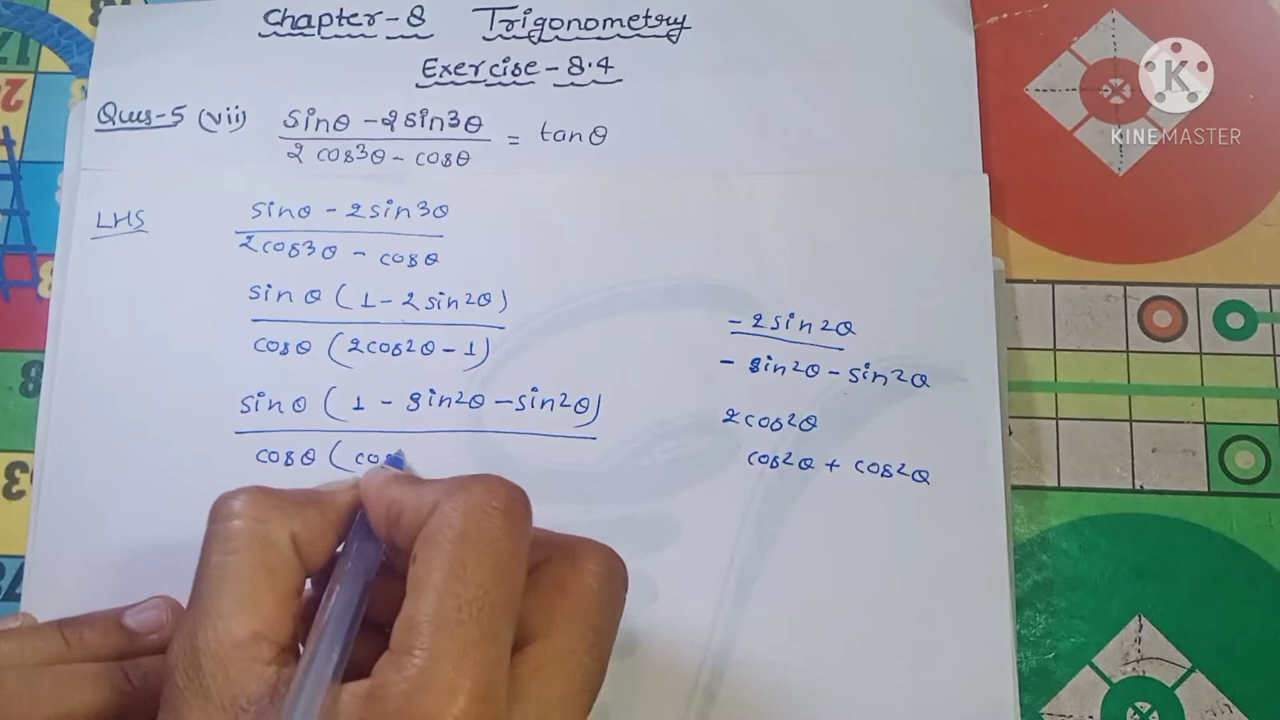 Chapter-8 Trigonometry
Exercise-8.4
Ques-5 (vii) sinθ - 2sin3θ / 2cos3θ - cosθ = tanθ
LHS sinθ - 2sin3θ
2cos3θ - cosθ
sinθ (1 - 2sin2θ)
cosθ (2cos2θ - 1)
sinθ (1 - sin2θ - sin2θ)
cosθ (cos
-2sin2θ
- sin2θ - sin2θ
2cos2θ
cos2θ + cos2θ
K
KINEMASTER